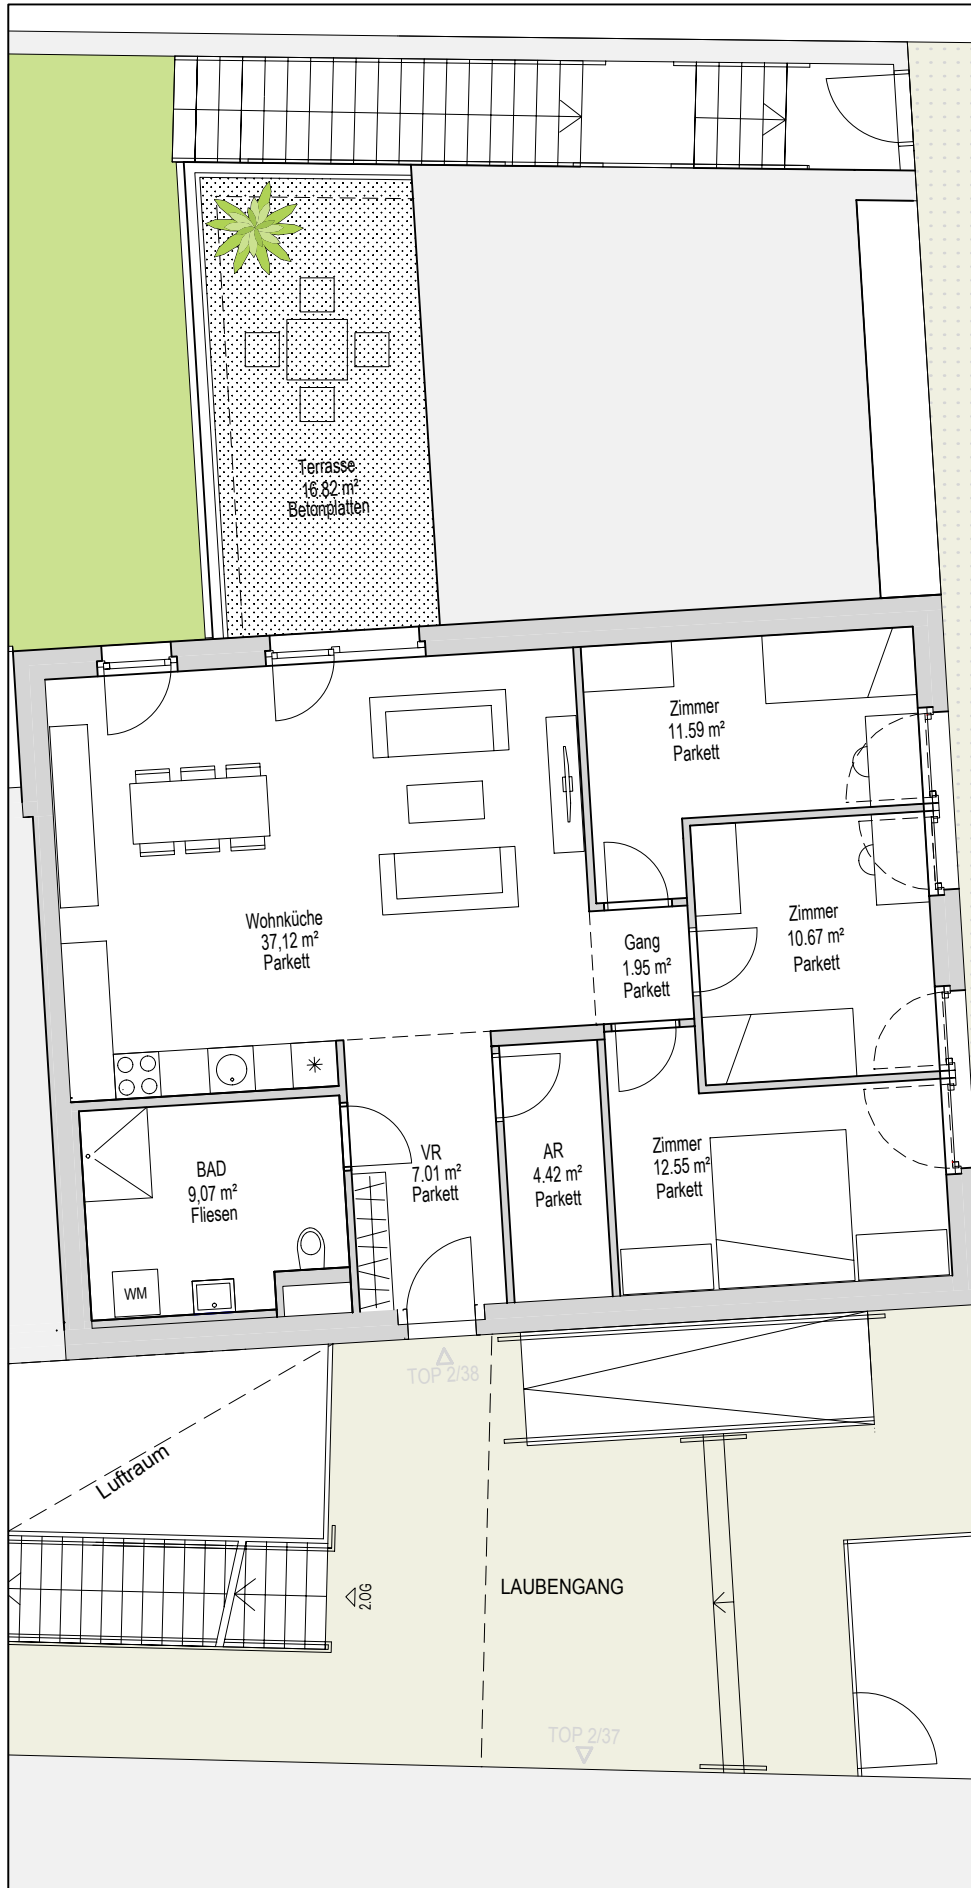 Terrasse
16.82 m²
Betonplatten
Zimmer
11.59 m²
Parkett
Wohnküche
37,12 m²
Parkett
Gang
1.95 m²
Parkett
Zimmer
10.67 m²
Parkett
BAD
9,07 m²
Fliesen
WM
VR
7.01 m²
Parkett
AR
4.42 m²
Parkett
Zimmer
12.55 m²
Parkett
TOP 2/38
Luftraum
2.OG
LAUBENGANG
TOP 2/37